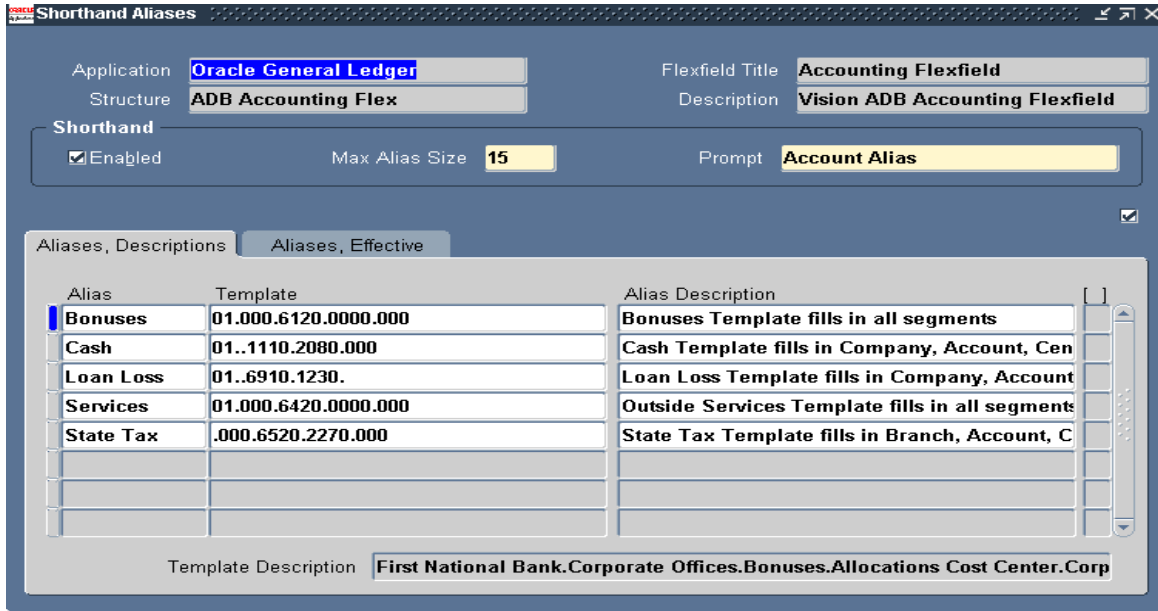 ORACLE
Shorthand Aliases
Application Oracle General Ledger Flexfield Title Accounting Flexfield
Structure ADB Accounting Flex Description Vision ADB Accounting Flexfield
Shorthand
Enabled Max Alias Size 15 Prompt Account Alias
Aliases, Descriptions Aliases, Effective
Alias Template Alias Description [ ]
Bonuses 01.000.6120.0000.000 Bonuses Template fills in all segments
Cash 01..1110.2080.000 Cash Template fills in Company, Account, Cen
Loan Loss 01..6910.1230. Loan Loss Template fills in Company, Account
Services 01.000.6420.0000.000 Outside Services Template fills in all segments
State Tax .000.6520.2270.000 State Tax Template fills in Branch, Account, C
Template Description First National Bank.Corporate Offices.Bonuses.Allocations Cost Center.Corp